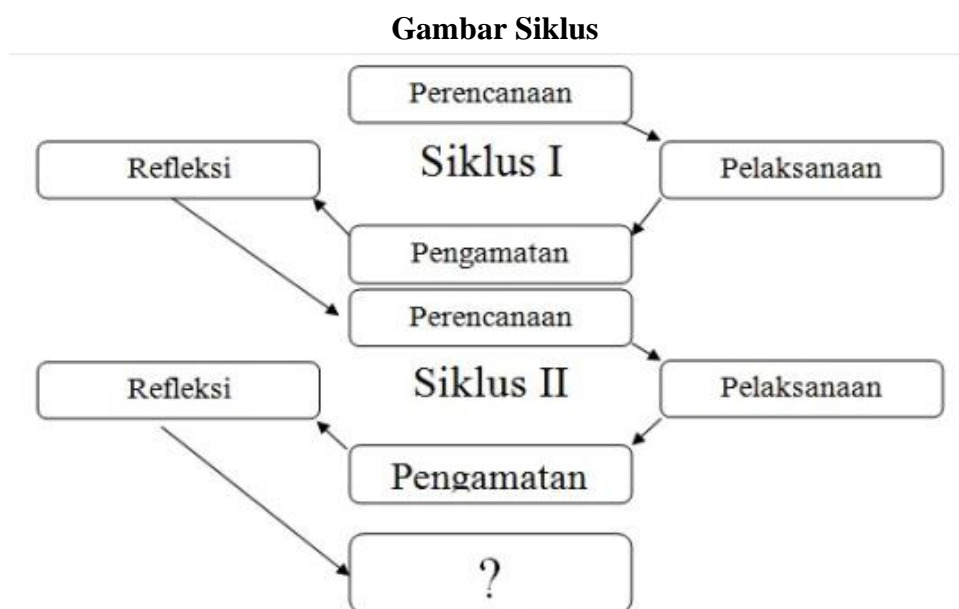 Gambar Siklus
Perencanaan
Refleksi
Siklus I
Pelaksanaan
Pengamatan
Perencanaan
Refleksi
Siklus II
Pelaksanaan
Pengamatan
?